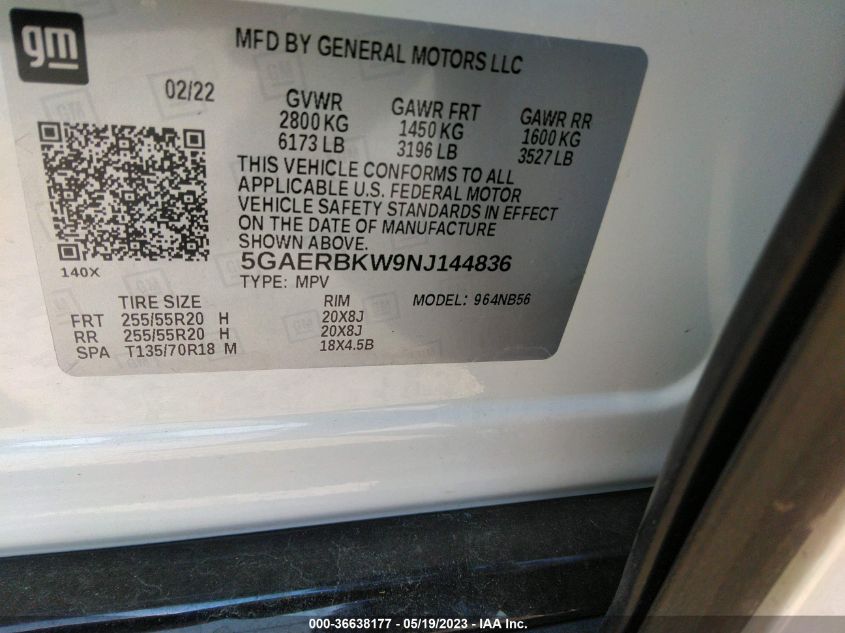 gm
MFD BY GENERAL MOTORS LLC
02/22
GVWR GAWR FRT GAWR RR
2800 KG 1450 KG 1600 KG
6173 LB 3196 LB 3527 LB
THIS VEHICLE CONFORMS TO ALL
APPLICABLE U.S. FEDERAL MOTOR
VEHICLE SAFETY STANDARDS IN EFFECT
ON THE DATE OF MANUFACTURE
SHOWN ABOVE.
140X
5GAERBKW9NJ144836
TYPE: MPV MODEL: 964NB56
TIRE SIZE RIM
FRT 255/55R20 H 20X8J
RR 255/55R20 H 20X8J
SPA T135/70R18 M 18X4.5B
000-36638177 - 05/19/2023 - IAA Inc.